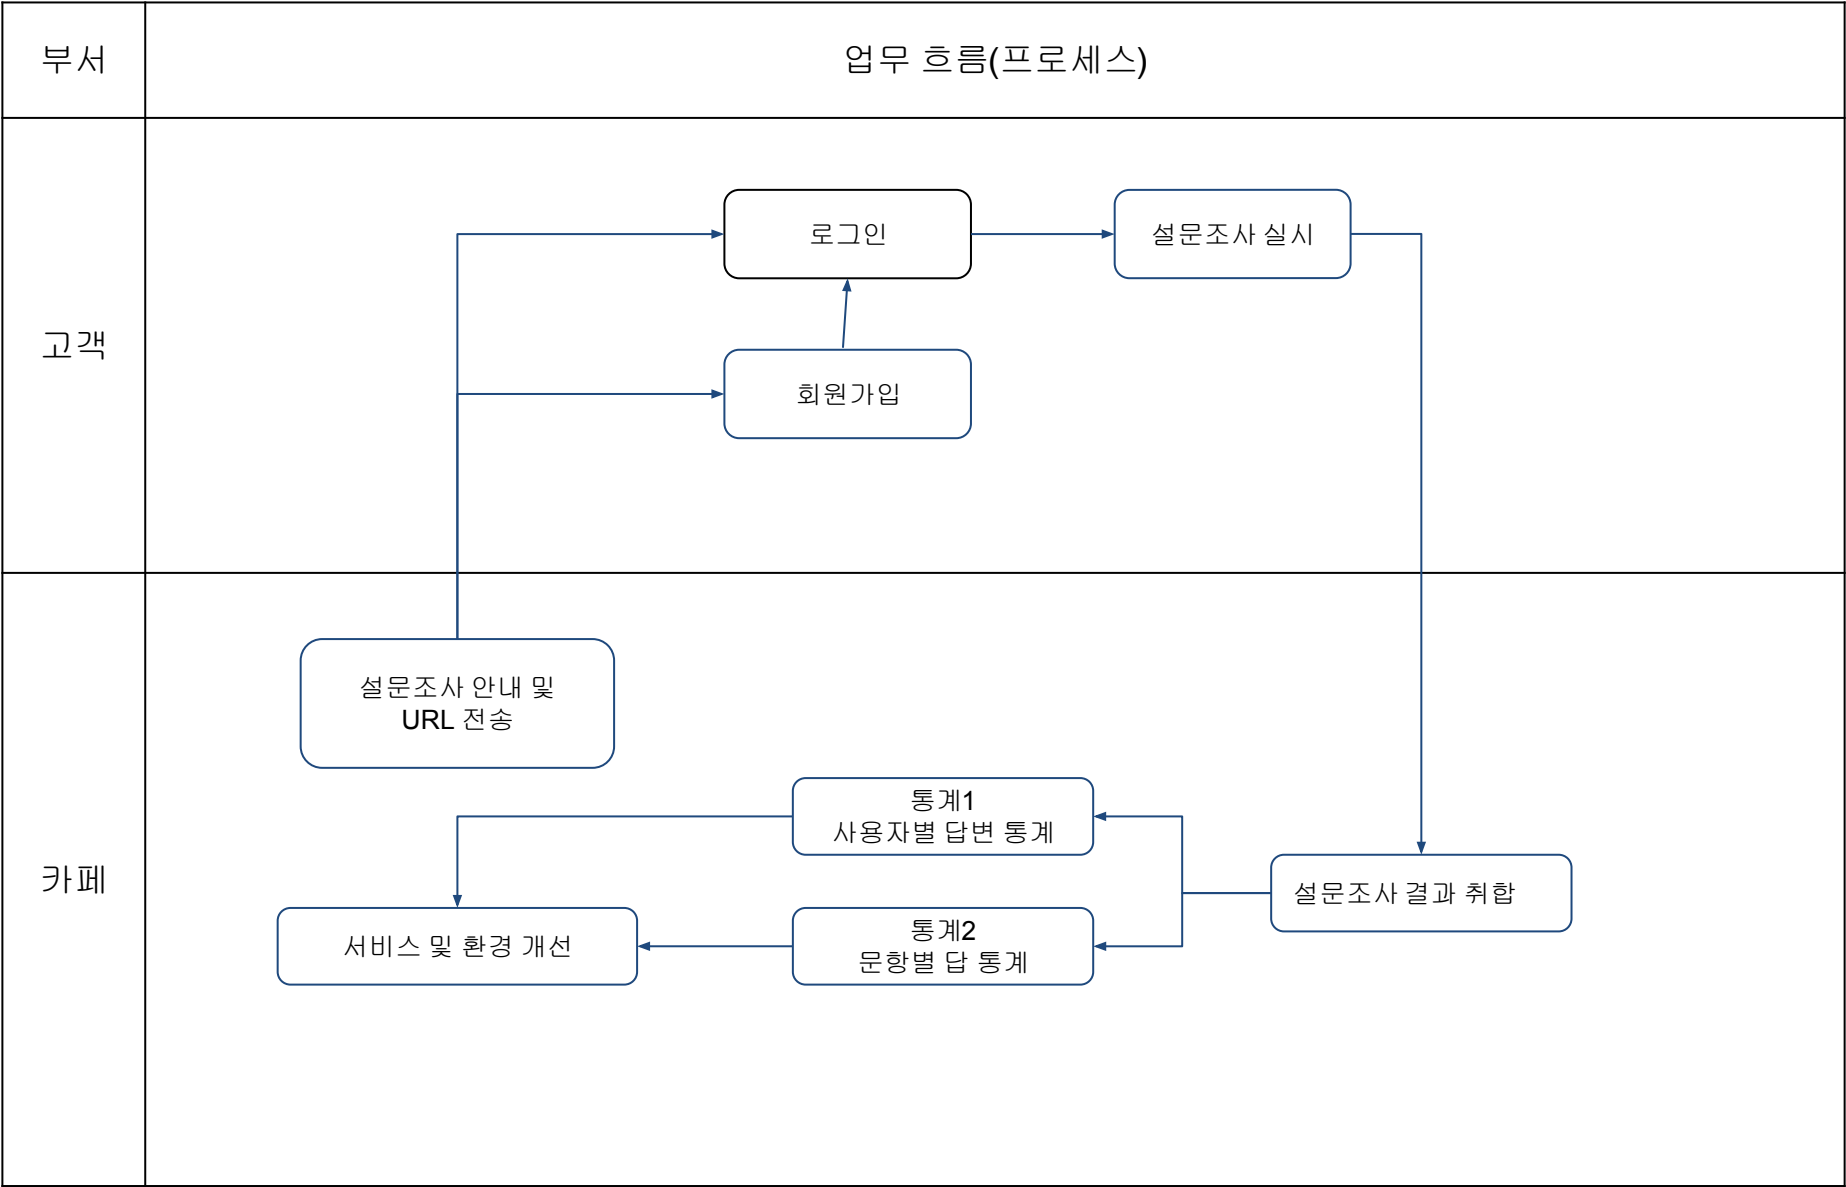 부서
업무 흐름(프로세스)
고객
로그인
설문조사 실시
회원가입
카페
설문조사 안내 및
URL 전송
통계1
사용자별 답변 통계
설문조사 결과 취합
서비스 및 환경 개선
통계2
문항별 답 통계